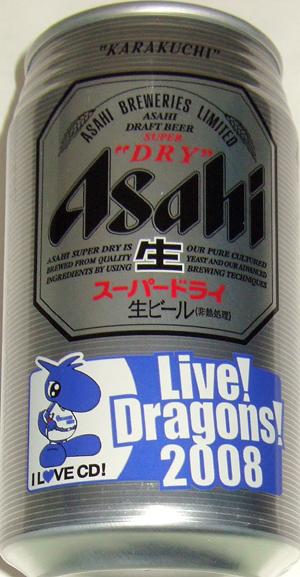 "KARAKUCHI"
ASAHI BREWERIES LIMITED
ASAHI
DRAFT BEER
SUPER
"DRY"
Asahi
ASAHI SUPER DRY IS
BREWED FROM QUALITY
INGREDIENTS BY USING
生
OUR PURE CULTURED
YEAST AND OUR ADVANCED
BREWING TECHNIQUES
スーパードライ
生ビール(非熱処理)
Live!
Dragons!
2008
I L♥VE CD!